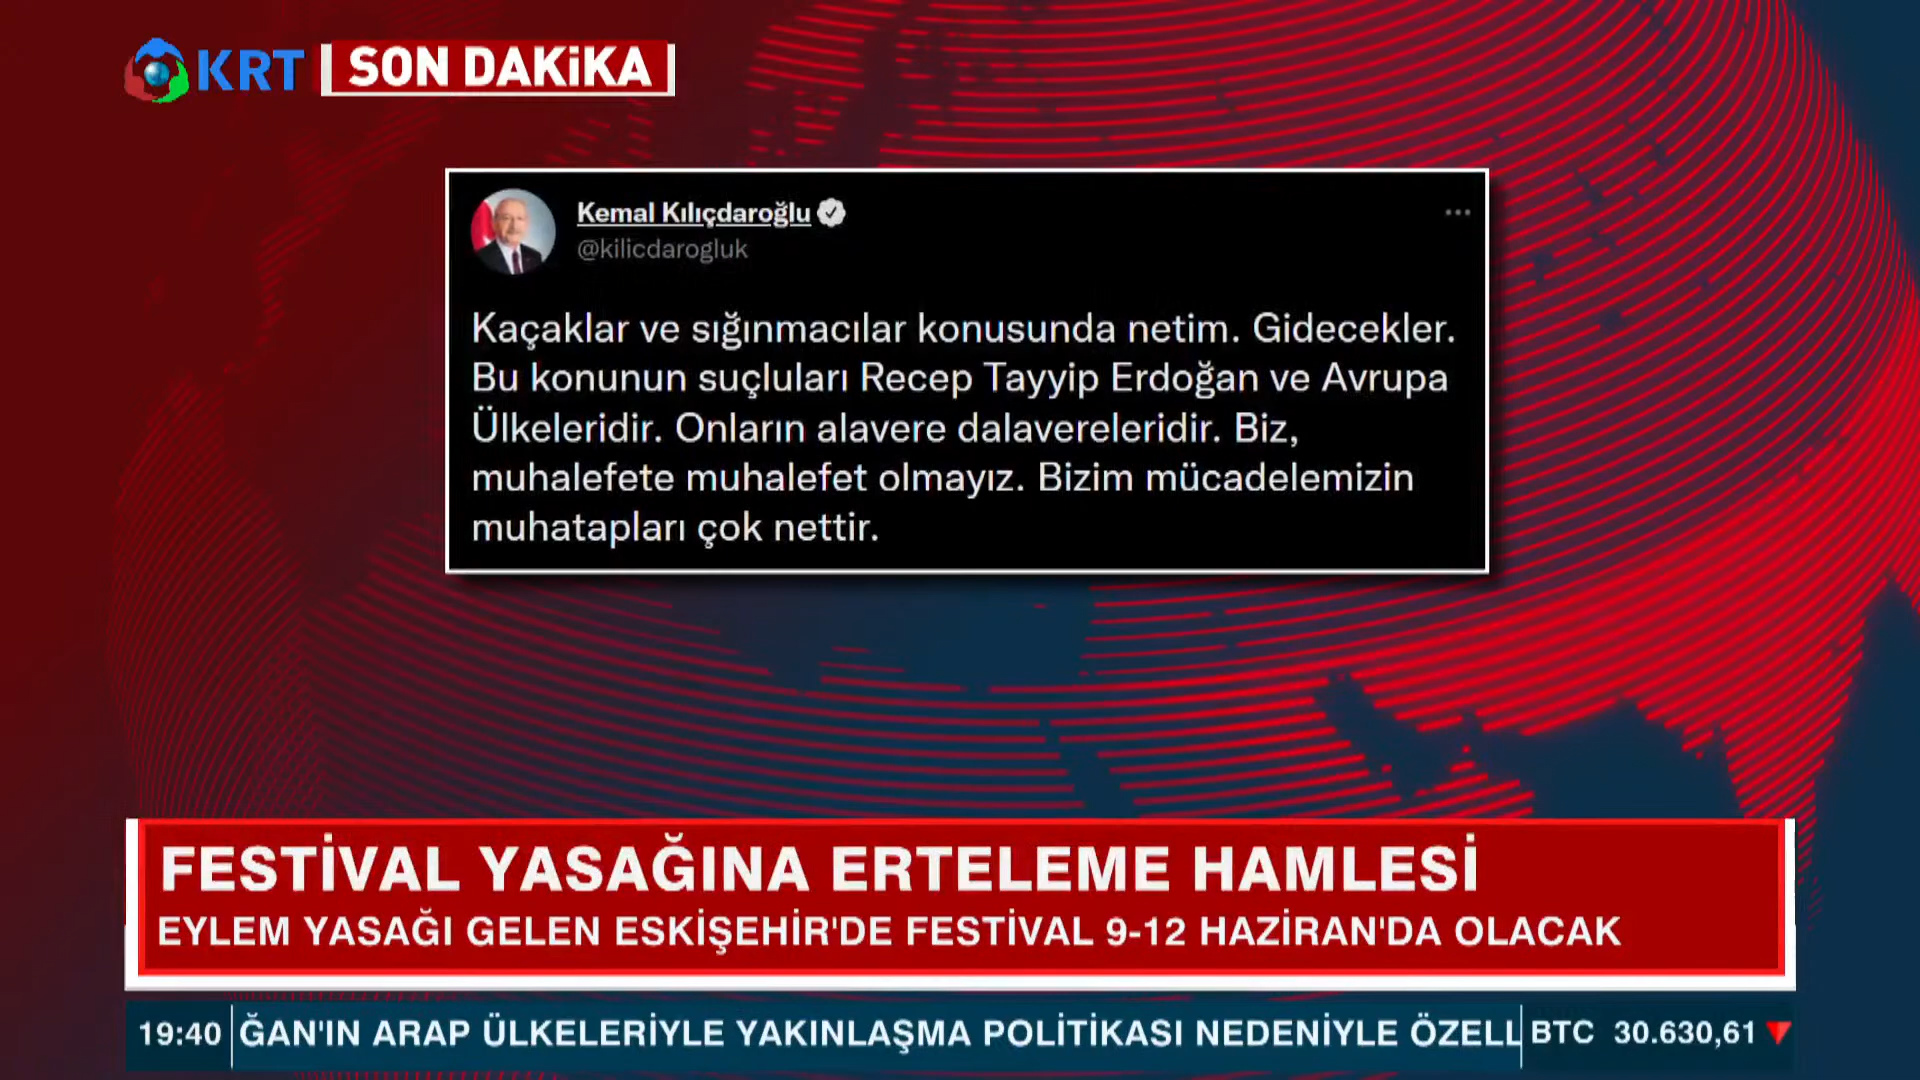 KRT SON DAKİKA
Kemal Kılıçdaroğlu
@kilicdarogluk
Kaçaklar ve sığınmacılar konusunda netim. Gidecekler.
Bu konunun suçluları Recep Tayyip Erdoğan ve Avrupa
Ülkeleridir. Onların alavere dalavereleridir. Biz,
muhalefete muhalefet olmayız. Bizim mücadelemizin
muhatapları çok nettir.
FESTİVAL YASAĞINA ERTELEME HAMLESİ
EYLEM YASAĞI GELEN ESKİŞEHİR'DE FESTİVAL 9-12 HAZİRAN'DA OLACAK
19:40 ĞAN'IN ARAP ÜLKELERİYLE YAKINLAŞMA POLİTİKASI NEDENİYLE ÖZELL BTC 30.630,61